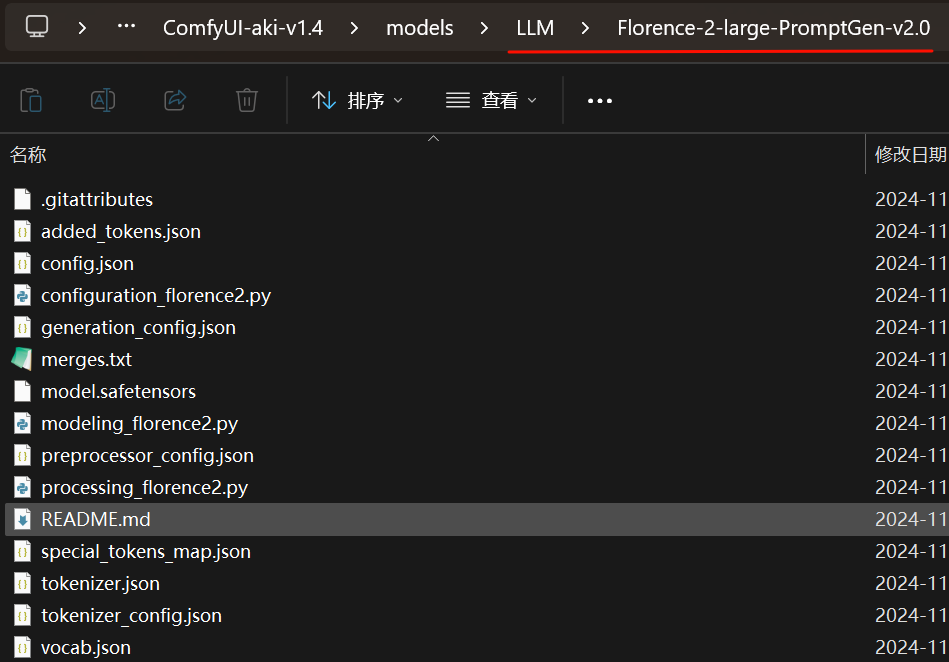 ComfyUI-aki-v1.4 models LLM Florence-2-large-PromptGen-v2.0
排序 查看
名称 修改日期
.gitattributes 2024-11
added_tokens.json 2024-11
config.json 2024-11
configuration_florence2.py 2024-11
generation_config.json 2024-11
merges.txt 2024-11
model.safetensors 2024-11
modeling_florence2.py 2024-11
preprocessor_config.json 2024-11
processing_florence2.py 2024-11
README.md 2024-11
special_tokens_map.json 2024-11
tokenizer.json 2024-11
tokenizer_config.json 2024-11
vocab.json 2024-11